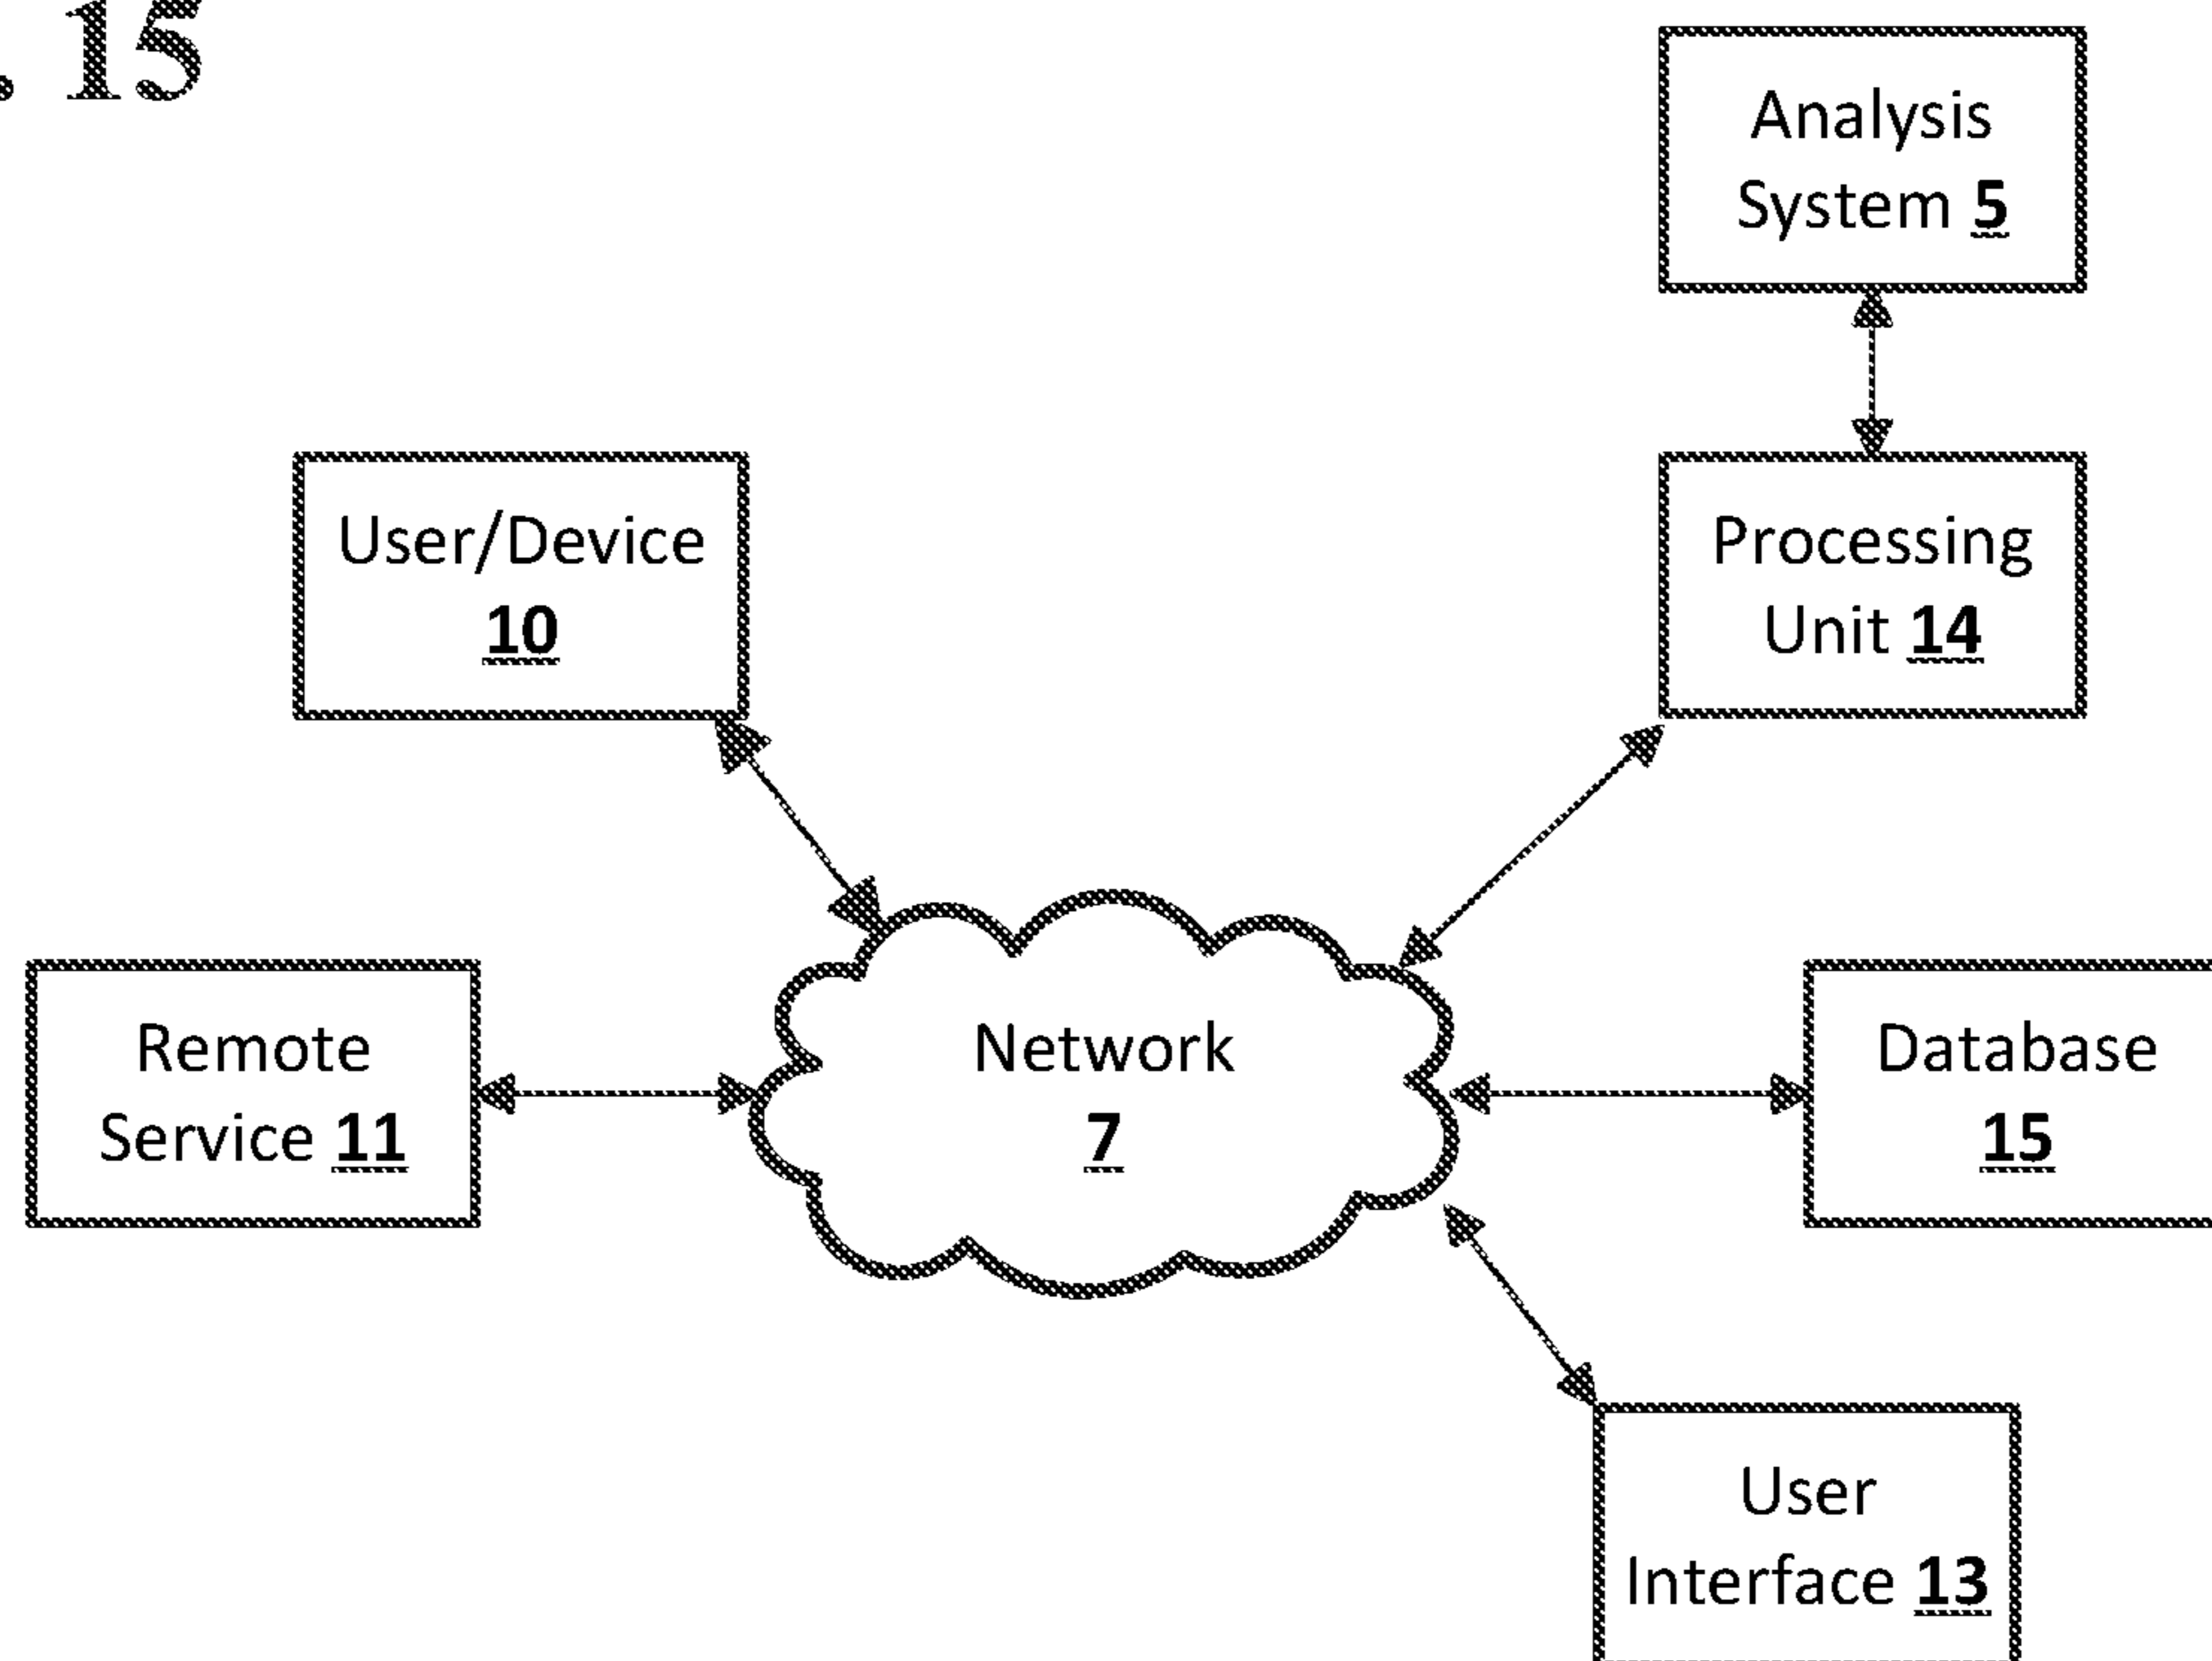 . 15
Analysis
System 5
User/Device
10
Processing
Unit 14
Remote
Service 11
Network
7
Database
15
User
Interface 13